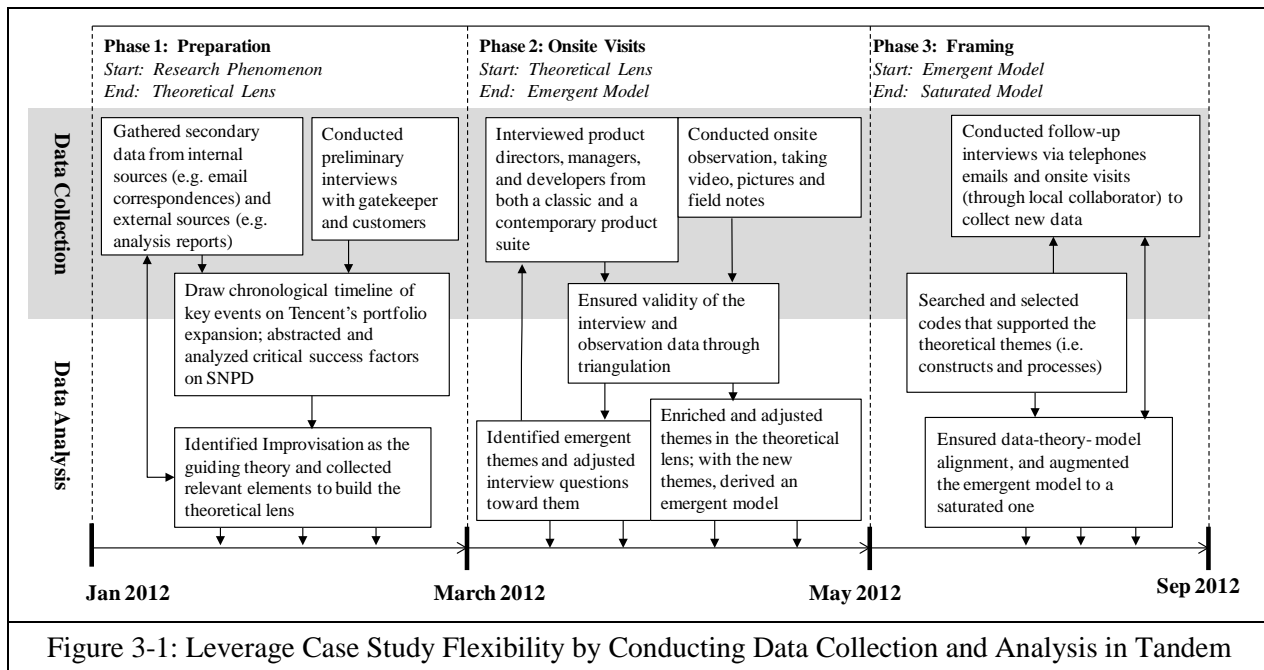 Phase 1: Preparation
Start: Research Phenomenon
End: Theoretical Lens
Phase 2: Onsite Visits
Start: Theoretical Lens
End: Emergent Model
Phase 3: Framing
Start: Emergent Model
End: Saturated Model
Data Collection
Gathered secondary
data from internal
sources (e.g. email
correspondences) and
external sources (e.g.
analysis reports)
Conducted
preliminary
interviews
with gatekeeper
and customers
Interviewed product
directors, managers,
and developers from
both a classic and a
contemporary product
suite
Conducted onsite
observation, taking
video, pictures and
field notes
Conducted follow-up
interviews via telephones
emails and onsite visits
(through local collaborator) to
collect new data
Draw chronological timeline of
key events on Tencent's portfolio
expansion; abstracted and
analyzed critical success factors
on SNPD
Ensured validity of the
interview and
observation data through
triangulation
Searched and selected
codes that supported the
theoretical themes (i.e.
constructs and processes)
Data Analysis
Identified Improvisation as the
guiding theory and collected
relevant elements to build the
theoretical lens
Identified emergent
themes and adjusted
interview questions
toward them
Enriched and adjusted
themes in the theoretical
lens; with the new
themes, derived an
emergent model
Ensured data-theory- model
alignment, and augmented
the emergent model to a
saturated one
Jan 2012
March 2012
May 2012
Sep 2012
Figure 3-1: Leverage Case Study Flexibility by Conducting Data Collection and Analysis in Tandem